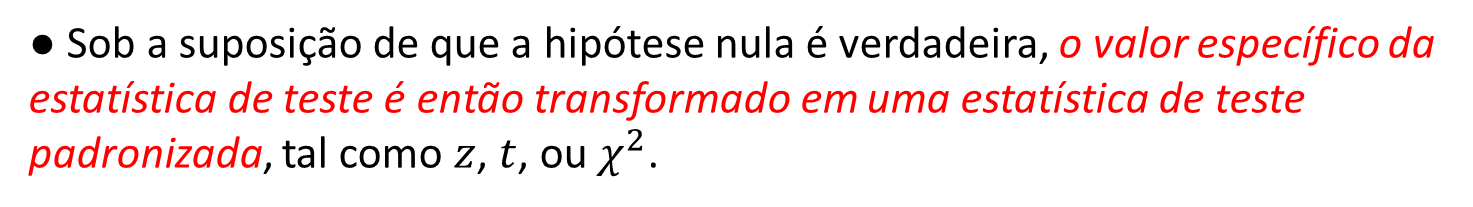 ● Sob a suposição de que a hipótese nula é verdadeira, o valor específico da
estatística de teste é então transformado em uma estatística de teste
padronizada, tal como z, t, ou χ².